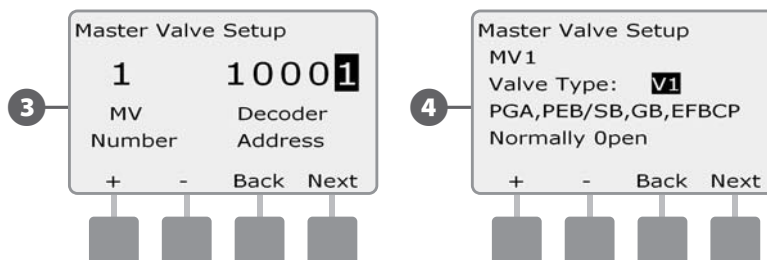 3
Master Valve Setup
1 10001
MV Decoder
Number Address
+ - Back Next
4
Master Valve Setup
MV1
Valve Type: V1
PGA,PEB/SB,GB,EFBCP
Normally 0pen
+ - Back Next